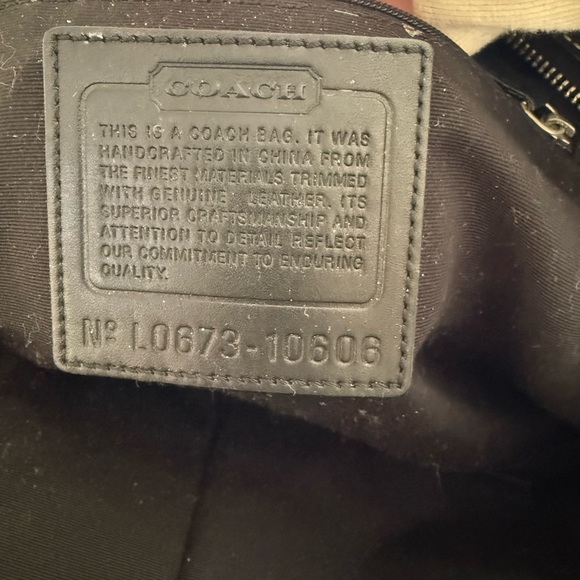 COACH
THIS IS A COACH BAG. IT WAS
HANDCRAFTED IN CHINA FROM
THE FINEST MATERIALS TRIMMED
WITH GENUINE LEATHER. ITS
SUPERIOR CRAFTSMANSHIP AND
ATTENTION TO DETAIL REFLECT
OUR COMMITMENT TO ENDURING
QUALITY.
Nº L0673-10606